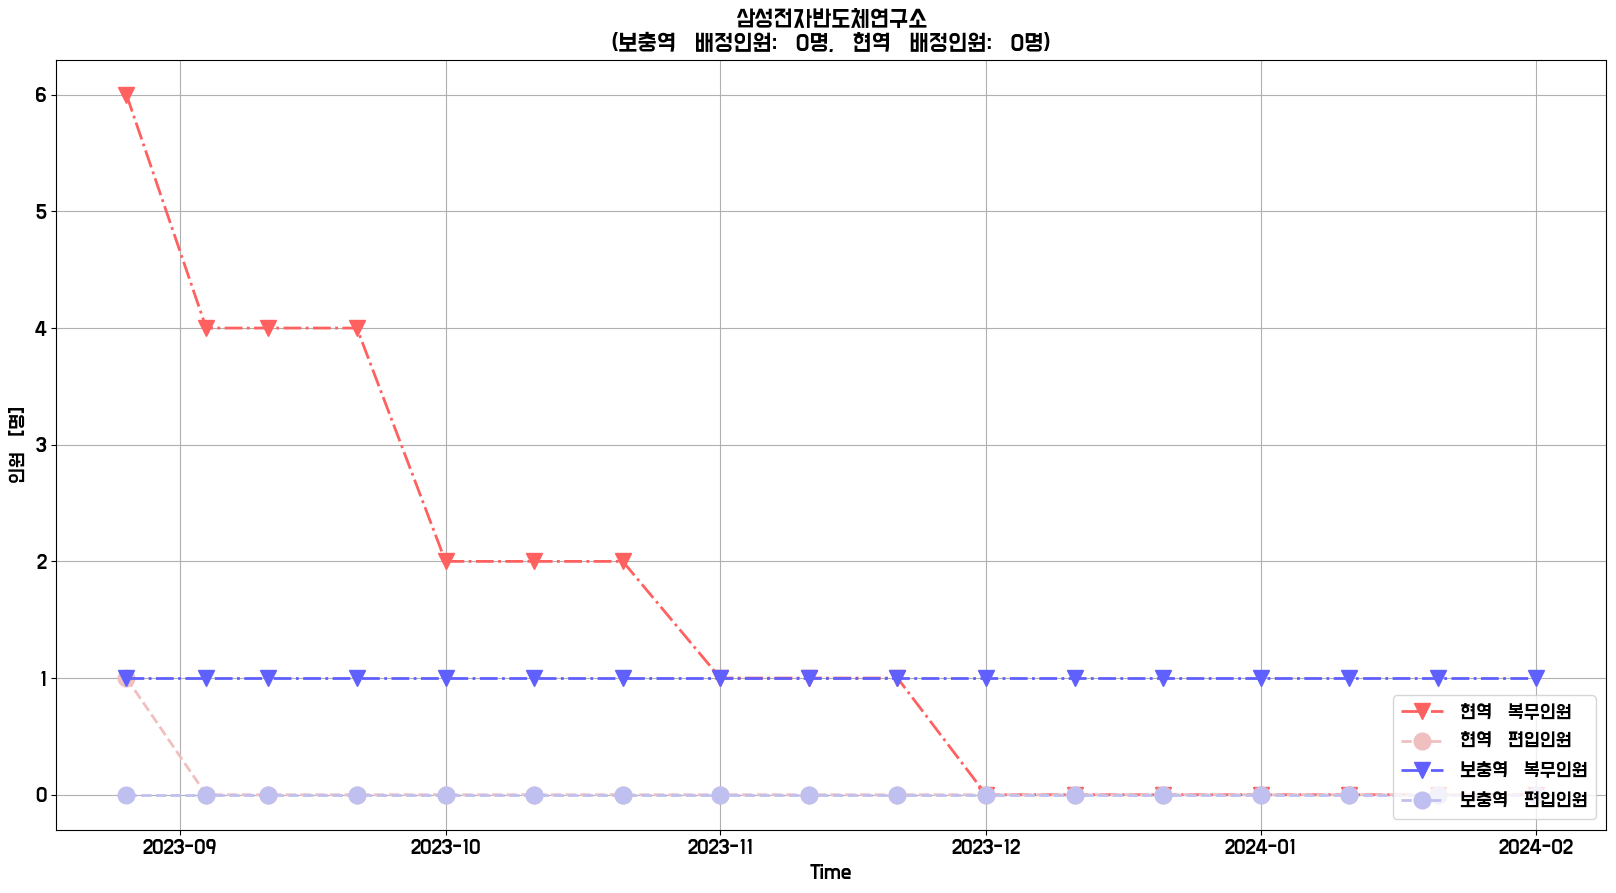 삼성전자반도체연구소
(보충역 배정인원: 0명, 현역 배정인원: 0명)
6
5
4
3
2
1
0
인원 [명]
2023-09
2023-10
2023-11
2023-12
2024-01
2024-02
Time
현역 복무인원
현역 편입인원
보충역 복무인원
보충역 편입인원